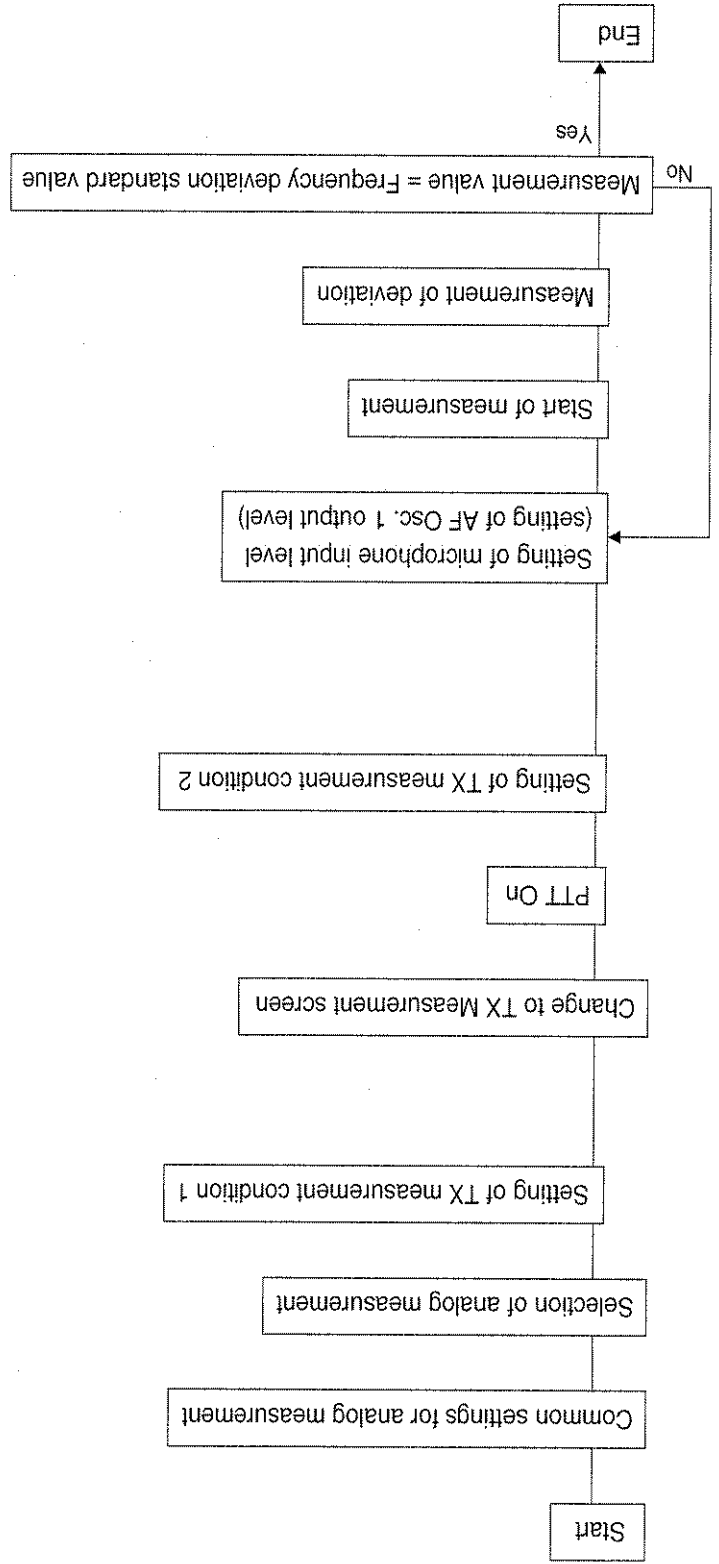 Start
Common settings for analog measurement
Selection of analog measurement
Setting of TX measurement condition 1
Change to TX Measurement screen
PTT On
Setting of TX measurement condition 2
Setting of microphone input level
(setting of AF Osc. 1 output level)
Start of measurement
Measurement of deviation
Measurement value = Frequency deviation standard value
No
Yes
End